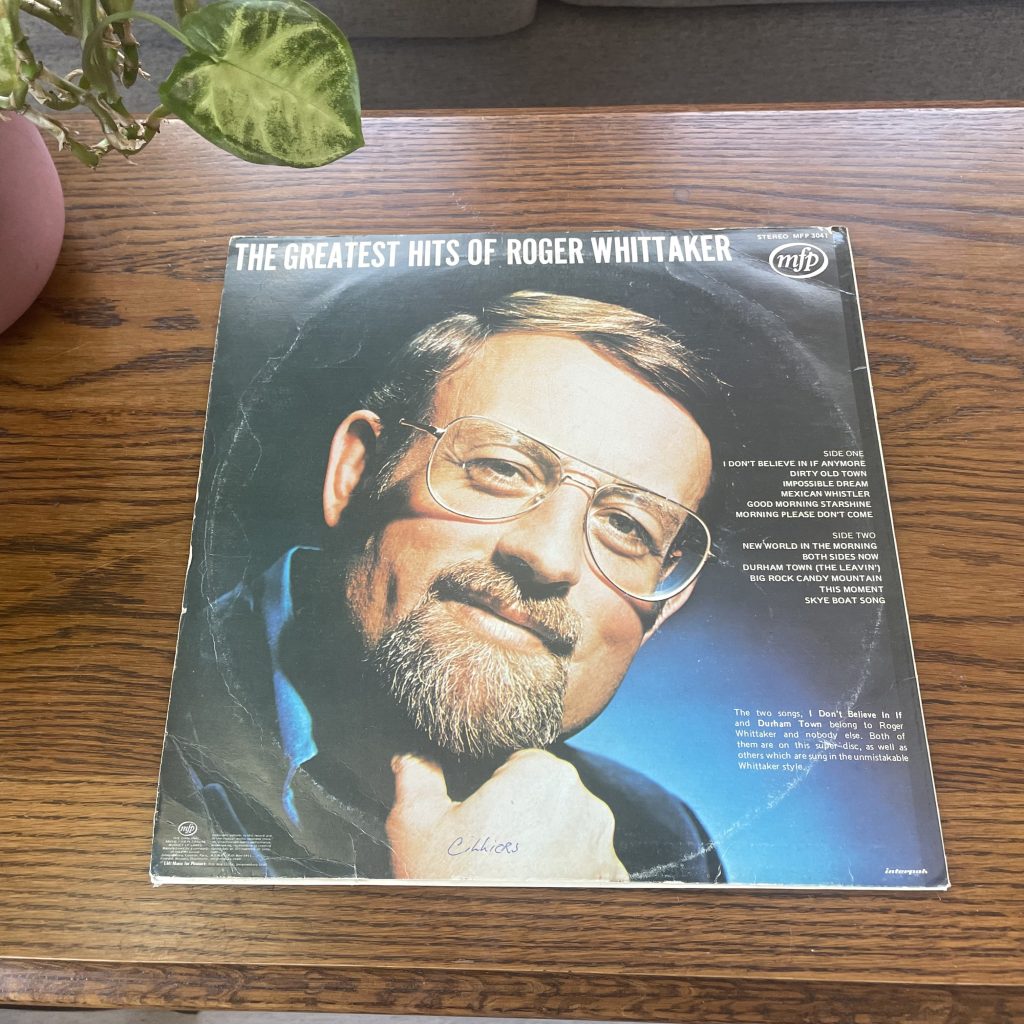 THE GREATEST HITS OF ROGER WHITTAKER
STEREO MFP 3041
mfp
SIDE ONE
I DON'T BELIEVE IN IF ANYMORE
DIRTY OLD TOWN
IMPOSSIBLE DREAM
MEXICAN WHISTLER
GOOD MORNING STARSHINE
MORNING PLEASE DON'T COME
SIDE TWO
NEW WORLD IN THE MORNING
BOTH SIDES NOW
DURHAM TOWN (THE LEAVIN')
BIG ROCK CANDY MOUNTAIN
THIS MOMENT
SKYE BOAT SONG
The two songs, I Don't Believe In If
and Durham Town belong to Roger
Whittaker and nobody else. Both of
them are on this super-disc, as well as
others which are sung in the unmistakable
Whittaker style.
mfp
Cilliers
interpak